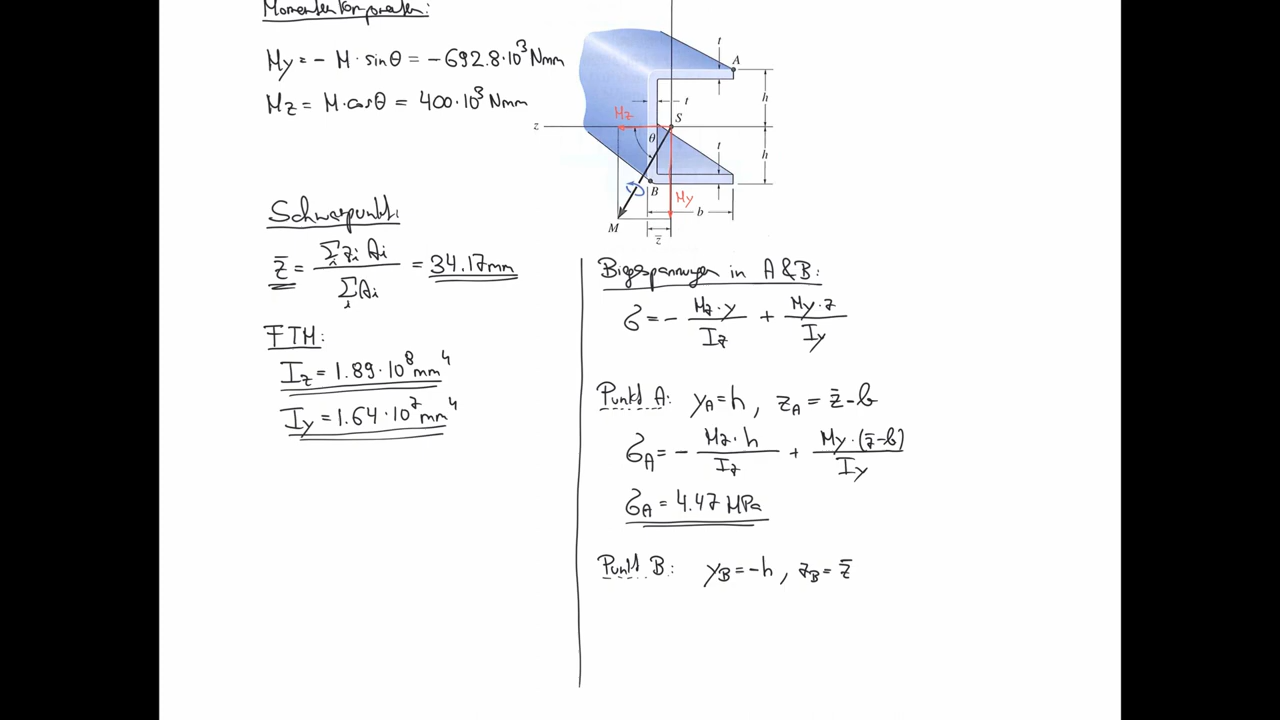 Momentenkomponenten:
My = - M · sinθ = -692.8·10³ Nmm
Mz = M·cosθ = 400·10³ Nmm
t
A
h
t
Mz
S
z
θ
t
h
B
My
b
M
z̄
Schwerpunkt:
z̄ = Σᵢ zᵢ Aᵢ / Σᵢ Aᵢ = 34.17mm
FTM:
Iz = 1.89·10⁸ mm⁴
Iy = 1.64·10⁷ mm⁴
Biegespannungen in A & B:
σ = - Mz·y / Iz + My·z / Iy
Punkt A: yA = h, zA = z̄ - b
σA = - Mz·h / Iz + My·(z̄-b) / Iy
σA = 4.47 MPa
Punkt B: yB = -h, zB = z̄